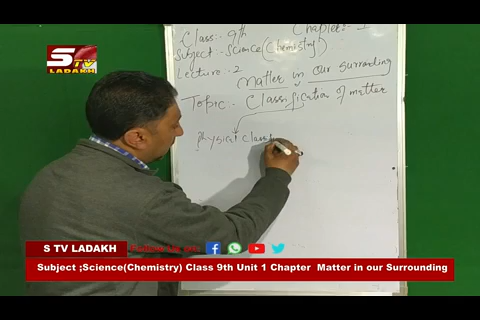 Class:- 9th Chapter:- 1
Subject:- Science (Chemistry)
Lecture:- 2
Matter in our surrounding
Topic:- Classification of matter
Physical Class
S TV
LADAKH
S TV LADAKH Follow Us on:
Subject ;Science(Chemistry) Class 9th Unit 1 Chapter Matter in our Surrounding